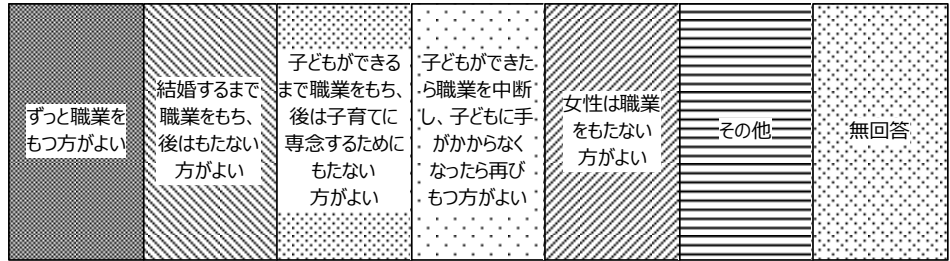 ずっと職業を
もつ方がよい
結婚するまで
職業をもち、
後はもたない
方がよい
子どもができる
まで職業をもち、
後は子育てに
専念するために
もたない
方がよい
子どもができた
ら職業を中断
し、子どもに手
がかからなく
なったら再び
もつ方がよい
女性は職業
をもたない
方がよい
その他
無回答